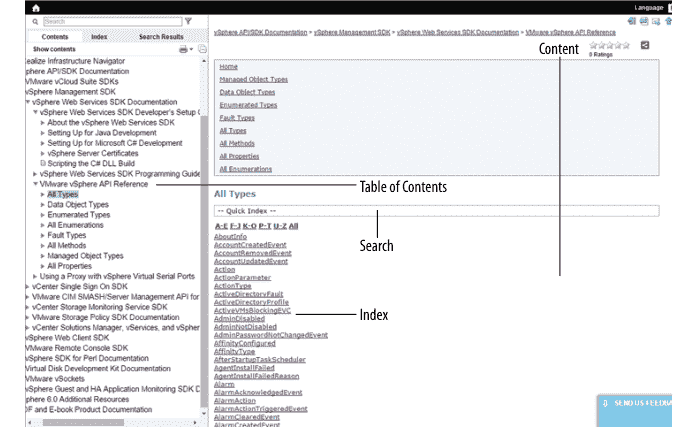 Language
Search
Contents Index Search Results
Show contents
ealize Infrastructure Navigator
phere API/SDK Documentation
VMware vCloud Suite SDKs
Sphere Management SDK
vSphere Web Services SDK Documentation
vSphere Web Services SDK Developer's Setup G
About the vSphere Web Services SDK
Setting Up for Java Development
Setting Up for Microsoft C# Development
vSphere Server Certificates
Scripting the C# DLL Build
vSphere Web Services SDK Programming Guide
VMware vSphere API Reference
All Types
Data Object Types
Enumerated Types
All Enumerations
Fault Types
All Methods
Managed Object Types
All Properties
Using a Proxy with vSphere Virtual Serial Ports
vCenter Single Sign On SDK
VMware CIM SMASH/Server Management API for
vCenter Storage Monitoring Service SDK
VMware Storage Policy SDK Documentation
vCenter Solutions Manager, vServices, and vSpher
vSphere Web Client SDK
VMware Remote Console SDK
vSphere SDK for Perl Documentation
Virtual Disk Development Kit Documentation
VMware vSockets
vSphere Guest and HA Application Monitoring SDK D
Sphere 6.0 Additional Resources
DF and E-book Product Documentation
vSphere API/SDK Documentation > vSphere Management SDK > vSphere Web Services SDK Documentation > VMware vSphere API Reference
Content
0 Ratings
Home
Managed Object Types
Data Object Types
Enumerated Types
Fault Types
All Types
All Methods
All Properties
All Enumerations
Table of Contents
All Types
-- Quick Index --
Search
A-E F-J K-O P-T U-Z All
AboutInfo
AccountCreatedEvent
AccountRemovedEvent
AccountUpdatedEvent
Action
ActionParameter
ActionType
ActiveDirectoryFault
ActiveDirectoryProfile
ActiveVMsBlockingEVC
Index
AdminDisabled
AdminNotDisabled
AdminPasswordNotChangedEvent
AffinityConfigured
AffinityType
AfterStartupTaskScheduler
AgentInstallFailed
AgentInstallFailedReason
Alarm
AlarmAcknowledgedEvent
AlarmAction
AlarmActionTriggeredEvent
AlarmClearedEvent
AlarmCreatedEvent
SEND US FEEDBA